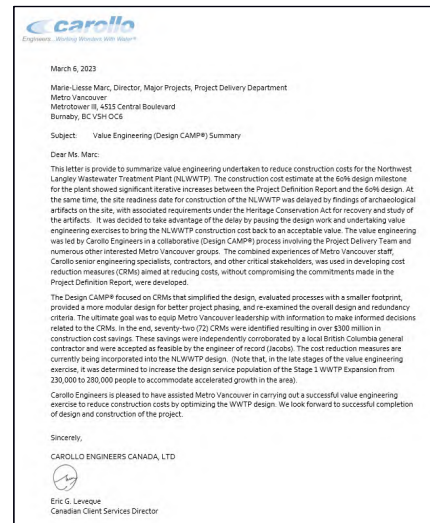 carollo
Engineers...Working Wonders With Water®
March 6, 2023
Marie-Liesse Marc, Director, Major Projects, Project Delivery Department
Metro Vancouver
Metrotower III, 4515 Central Boulevard
Burnaby, BC V5H 0C6
Subject: Value Engineering (Design CAMP®) Summary
Dear Ms. Marc:
This letter is provide to summarize value engineering undertaken to reduce construction costs for the Northwest
Langley Wastewater Treatment Plant (NLWWTP). The construction cost estimate at the 60% design milestone
for the plant showed significant iterative increases between the Project Definition Report and the 60% design. At
the same time, the site readiness date for construction of the NLWWTP was delayed by findings of archaeological
artifacts on the site, with associated requirements under the Heritage Conservation Act for recovery and study of
the artifacts. It was decided to take advantage of the delay by pausing the design work and undertaking value
engineering exercises to bring the NLWWTP construction cost back to an acceptable value. The value engineering
was led by Carollo Engineers in a collaborative (Design CAMP®) process involving the Project Delivery Team and
numerous other interested Metro Vancouver groups. The combined experiences of Metro Vancouver staff,
Carollo senior engineering specialists, contractors, and other critical stakeholders, was used in developing cost
reduction measures (CRMs) aimed at reducing costs, without compromising the commitments made in the
Project Definition Report, were developed.
The Design CAMP® focused on CRMs that simplified the design, evaluated processes with a smaller footprint,
provided a more modular design for better project phasing, and re-examined the overall design and redundancy
criteria. The ultimate goal was to equip Metro Vancouver leadership with information to make informed decisions
related to the CRMs. In the end, seventy-two (72) CRMs were identified resulting in over $300 million in
construction cost savings. These savings were independently corroborated by a local British Columbia general
contractor and were accepted as feasible by the engineer of record (Jacobs). The cost reduction measures are
currently being incorporated into the NLWWTP design. (Note that, in the late stages of the value engineering
exercise, it was determined to increase the design service population of the Stage 1 WWTP Expansion from
230,000 to 280,000 people to accommodate accelerated growth in the area).
Carollo Engineers is pleased to have assisted Metro Vancouver in carrying out a successful value engineering
exercise to reduce construction costs by optimizing the WWTP design. We look forward to successful completion
of design and construction of the project.
Sincerely,
CAROLLO ENGINEERS CANADA, LTD
Eric G. Leveque
Canadian Client Services Director